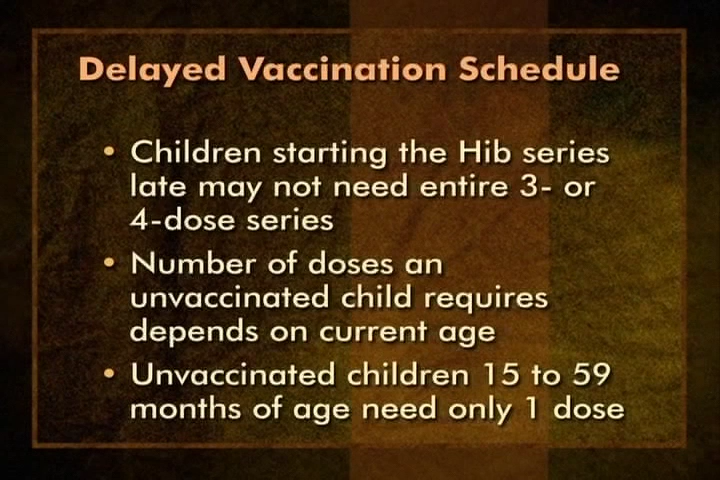 Delayed Vaccination Schedule
• Children starting the Hib series
late may not need entire 3- or
4-dose series
• Number of doses an
unvaccinated child requires
depends on current age
• Unvaccinated children 15 to 59
months of age need only 1 dose